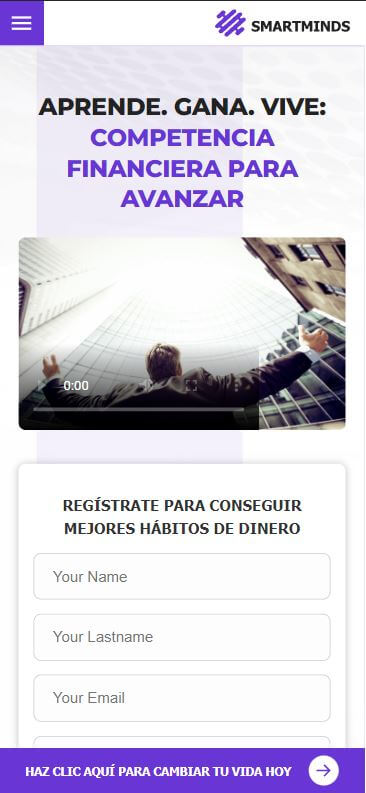 SMARTMINDS
APRENDE. GANA. VIVE:
COMPETENCIA
FINANCIERA PARA
AVANZAR
0:00
REGÍSTRATE PARA CONSEGUIR
MEJORES HÁBITOS DE DINERO
Your Name
Your Lastname
Your Email
HAZ CLIC AQUÍ PARA CAMBIAR TU VIDA HOY